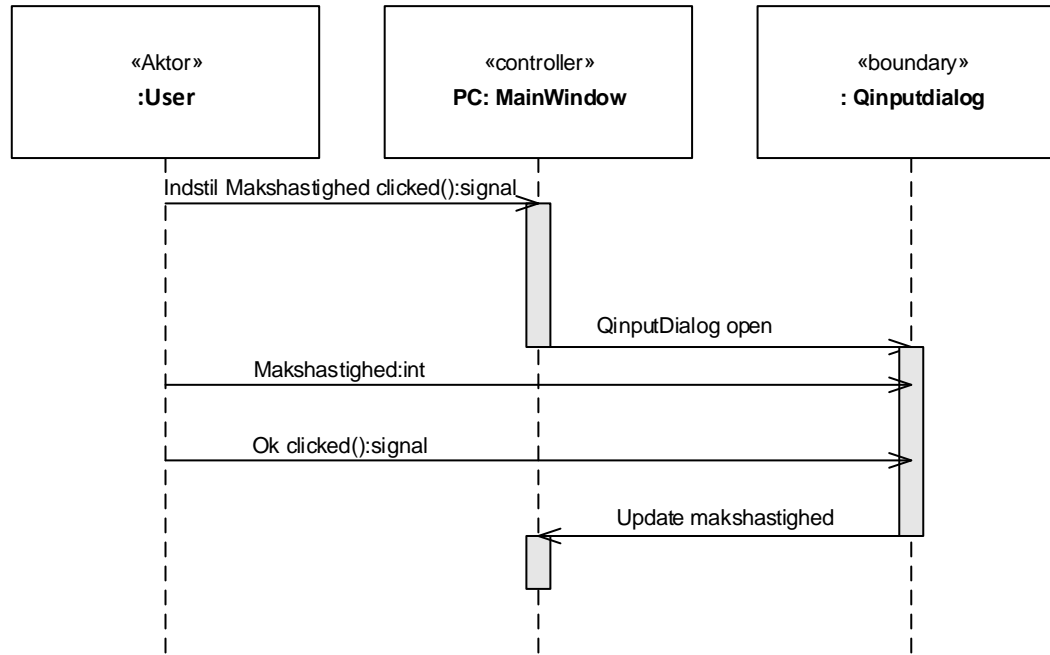 «Aktor»
:User
«controller»
PC: MainWindow
«boundary»
: Qinputdialog
Indstil Makshastighed clicked():signal
QinputDialog open
Makshastighed:int
Ok clicked():signal
Update makshastighed